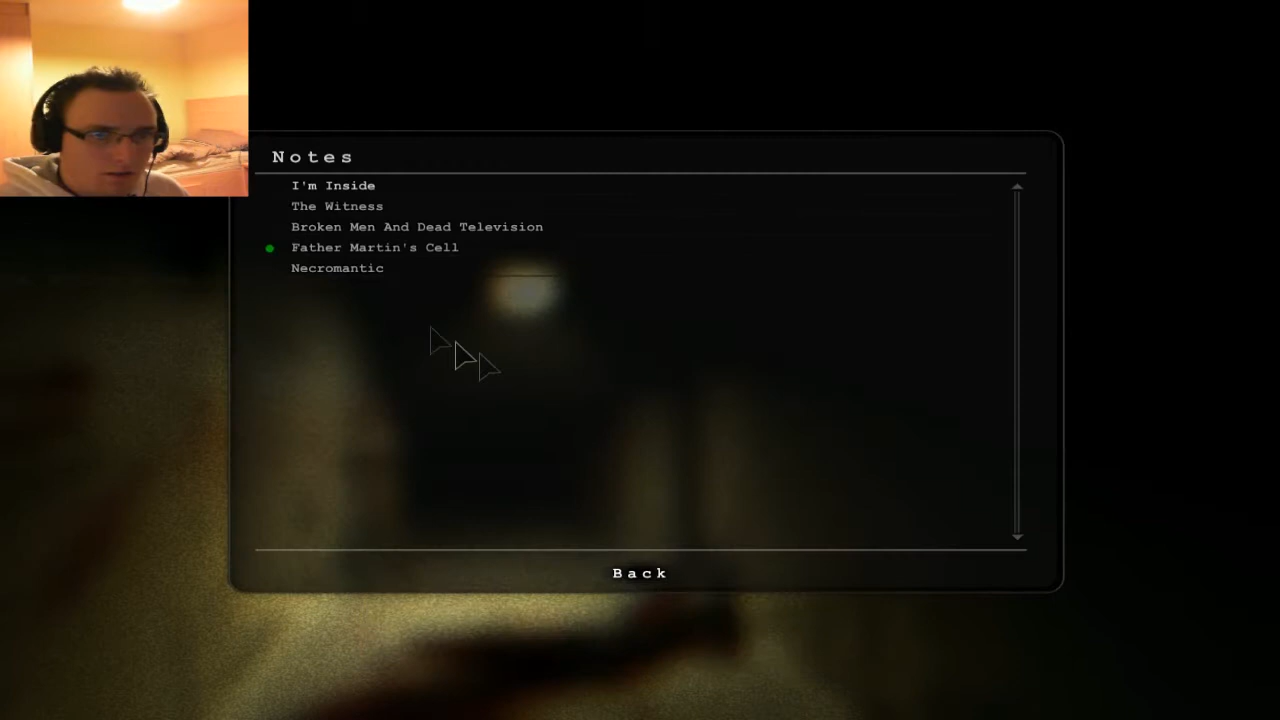 Notes
I'm Inside
The Witness
Broken Men And Dead Television
Father Martin's Cell
Necromantic
Back